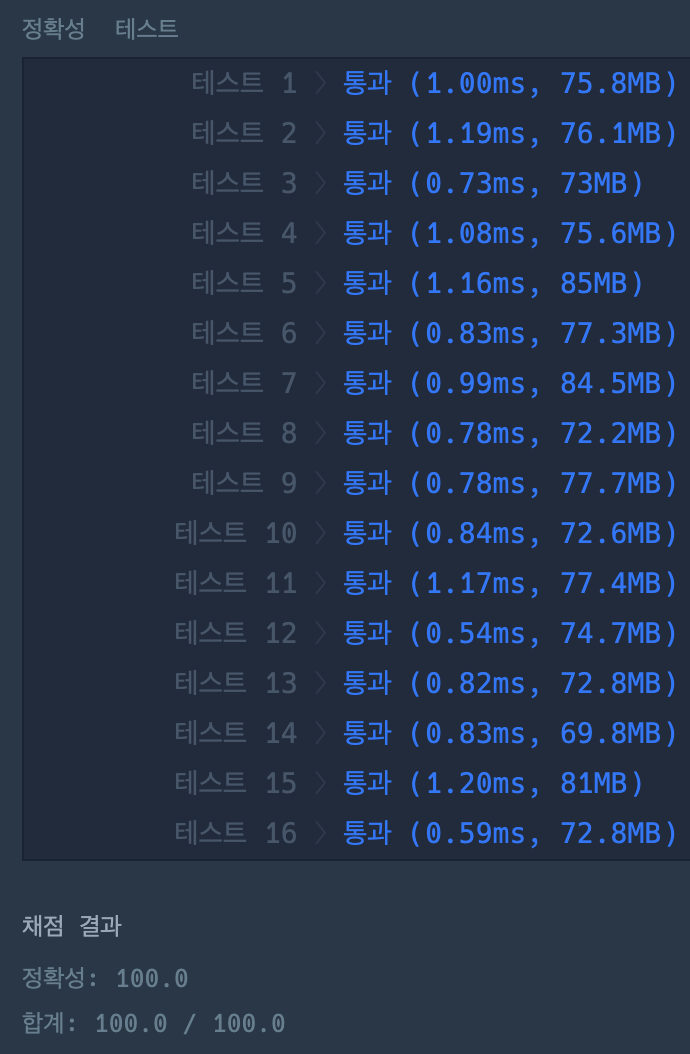 정확성 테스트
테스트 1 〉 통과 (1.00ms, 75.8MB)
테스트 2 〉 통과 (1.19ms, 76.1MB)
테스트 3 〉 통과 (0.73ms, 73MB)
테스트 4 〉 통과 (1.08ms, 75.6MB)
테스트 5 〉 통과 (1.16ms, 85MB)
테스트 6 〉 통과 (0.83ms, 77.3MB)
테스트 7 〉 통과 (0.99ms, 84.5MB)
테스트 8 〉 통과 (0.78ms, 72.2MB)
테스트 9 〉 통과 (0.78ms, 77.7MB)
테스트 10 〉 통과 (0.84ms, 72.6MB)
테스트 11 〉 통과 (1.17ms, 77.4MB)
테스트 12 〉 통과 (0.54ms, 74.7MB)
테스트 13 〉 통과 (0.82ms, 72.8MB)
테스트 14 〉 통과 (0.83ms, 69.8MB)
테스트 15 〉 통과 (1.20ms, 81MB)
테스트 16 〉 통과 (0.59ms, 72.8MB)
채점 결과
정확성: 100.0
합계: 100.0 / 100.0